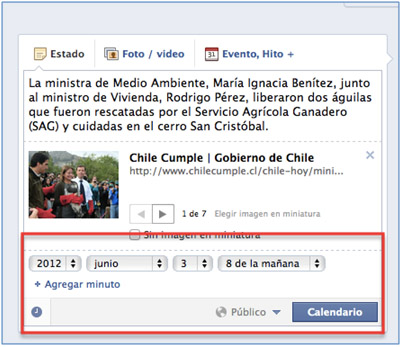 Estado Foto / video Evento, Hito +
La ministra de Medio Ambiente, María Ignacia Benítez, junto
al ministro de Vivienda, Rodrigo Pérez, liberaron dos águilas
que fueron rescatadas por el Servicio Agrícola Ganadero
(SAG) y cuidadas en el cerro San Cristóbal.
Chile Cumple | Gobierno de Chile
http://www.chilecumple.cl/chile-hoy/mini...
1 de 7 Elegir imagen en miniatura
Sin imagen en miniatura
2012 junio 3 8 de la mañana
+ Agregar minuto
Público Calendario